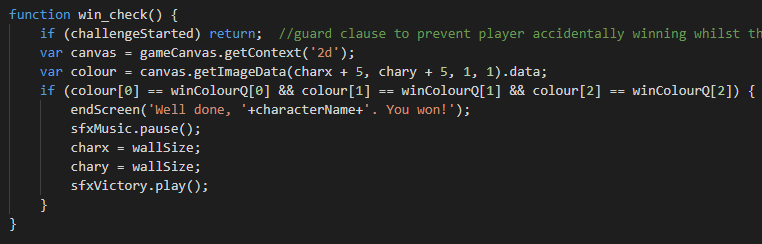 function win_check() {
    if (challengeStarted) return;  //guard clause to prevent player accidentally winning whilst th
    var canvas = gameCanvas.getContext('2d');
    var colour = canvas.getImageData(charx + 5, chary + 5, 1, 1).data;
    if (colour[0] == winColourQ[0] && colour[1] == winColourQ[1] && colour[2] == winColourQ[2]) {
        endScreen('Well done, '+characterName+'. You won!');
        sfxMusic.pause();
        charx = wallSize;
        chary = wallSize;
        sfxVictory.play();
    }
}